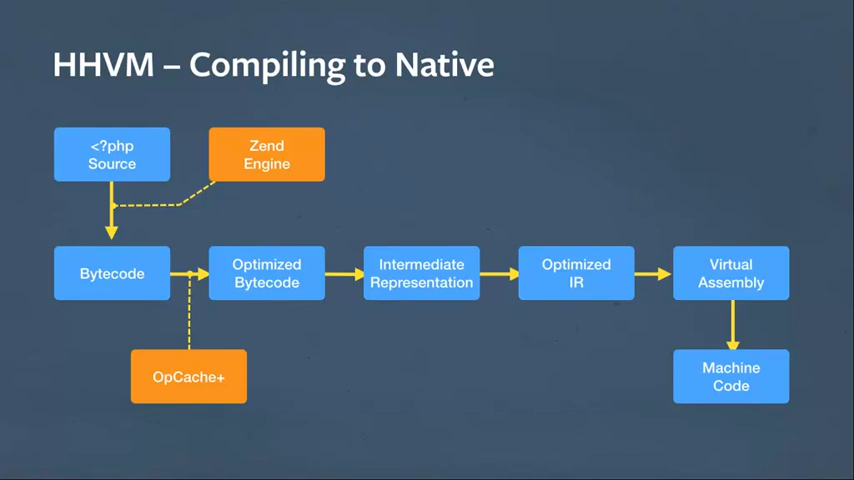 HHVM – Compiling to Native
<?php
Source
Zend
Engine
Bytecode
Optimized
Bytecode
Intermediate
Representation
Optimized
IR
Virtual
Assembly
OpCache+
Machine
Code